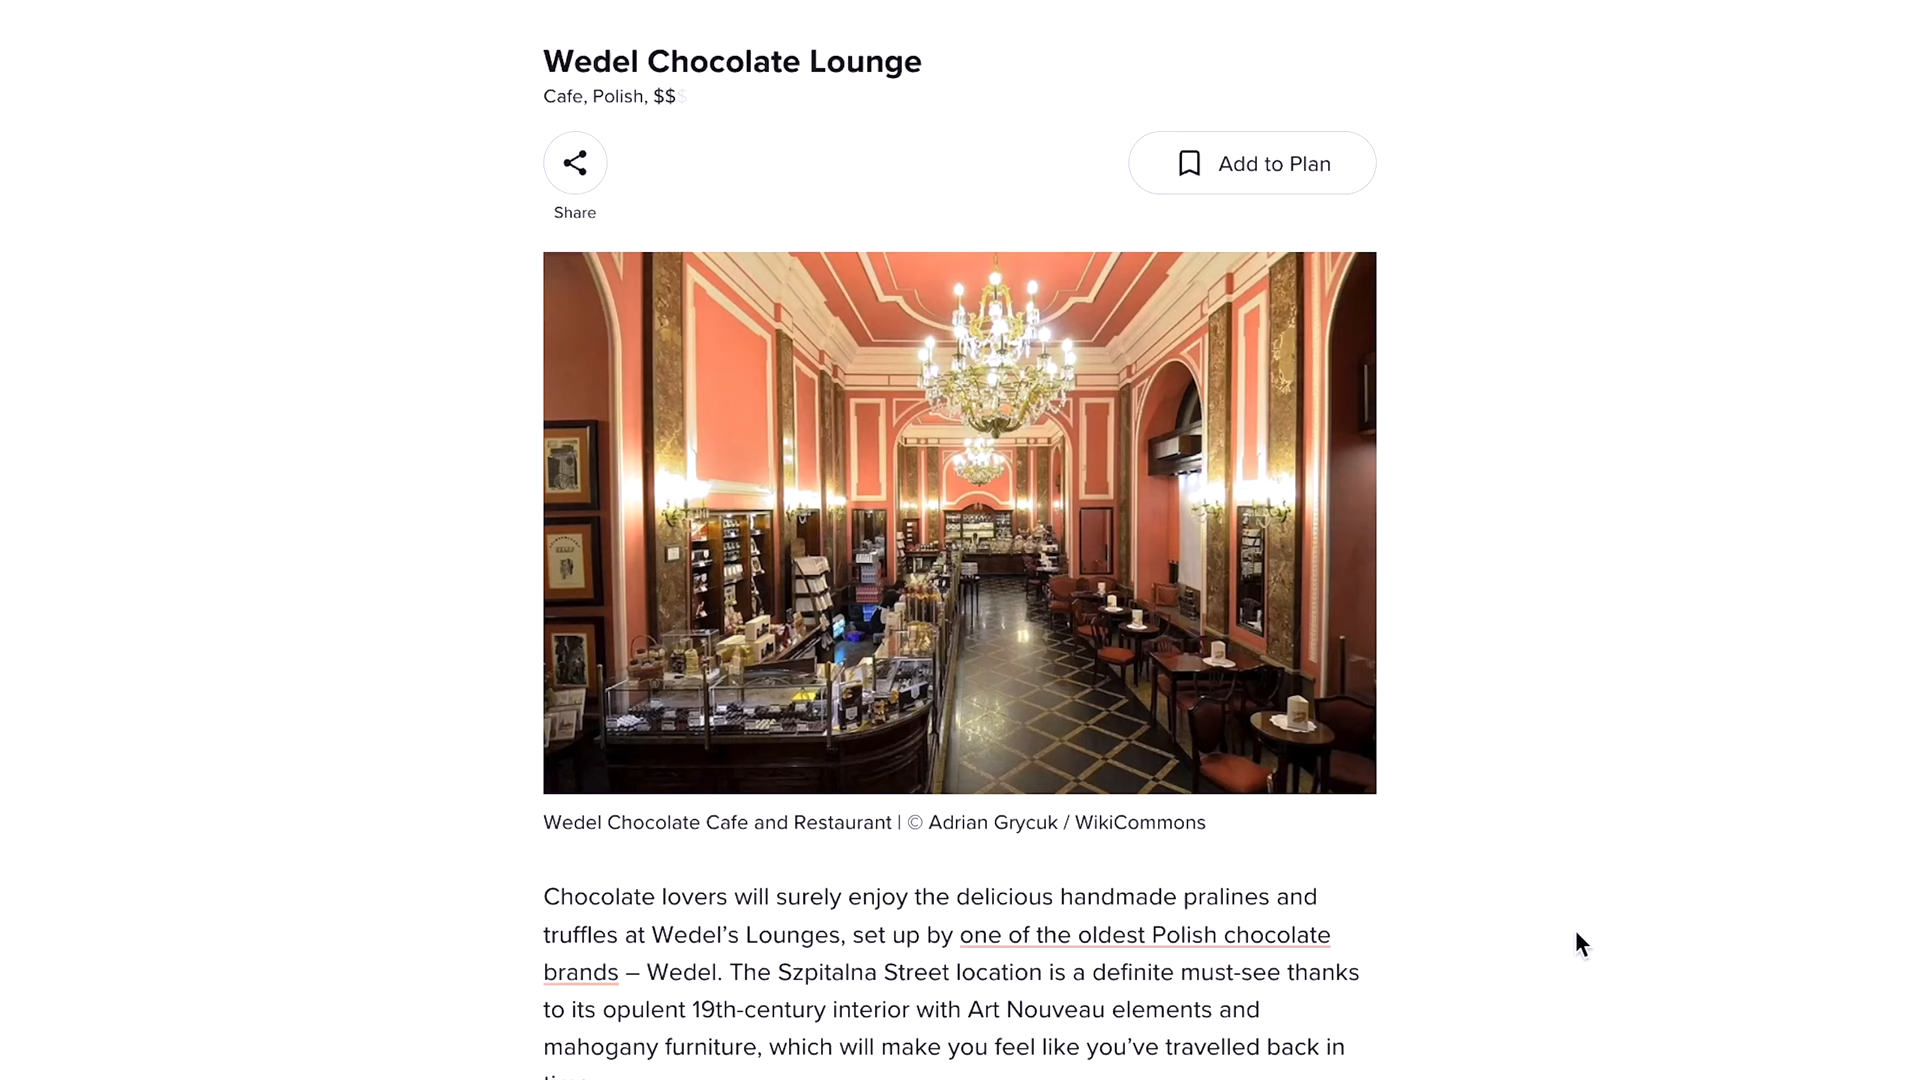 Wedel Chocolate Lounge
Cafe, Polish, $$$
Share
Add to Plan
Wedel Chocolate Cafe and Restaurant | © Adrian Grycuk / WikiCommons
Chocolate lovers will surely enjoy the delicious handmade pralines and
truffles at Wedel’s Lounges, set up by one of the oldest Polish chocolate
brands – Wedel. The Szpitalna Street location is a definite must-see thanks
to its opulent 19th-century interior with Art Nouveau elements and
mahogany furniture, which will make you feel like you’ve travelled back in